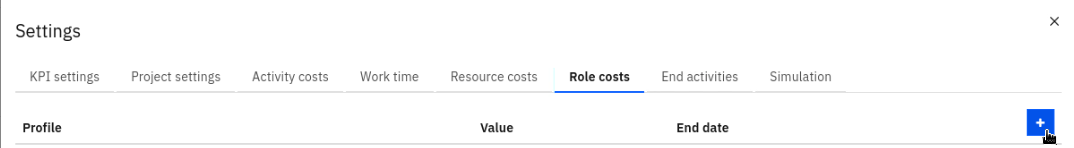 Settings
KPI settings Project settings Activity costs Work time Resource costs Role costs End activities Simulation
Profile Value End date